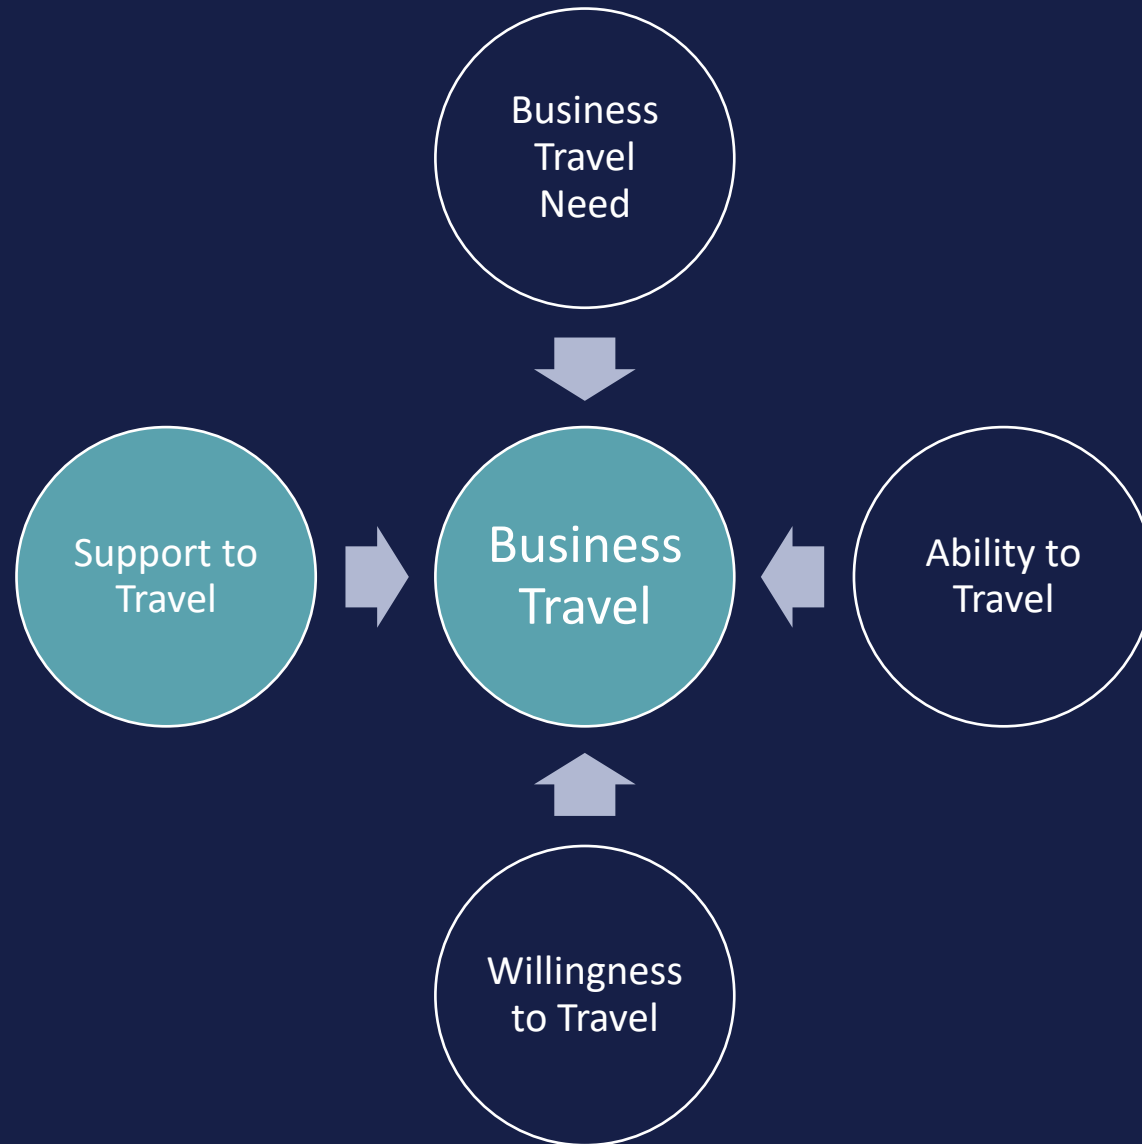 Business
Travel
Need
Support to
Travel
Business
Travel
Ability to
Travel
Willingness
to Travel